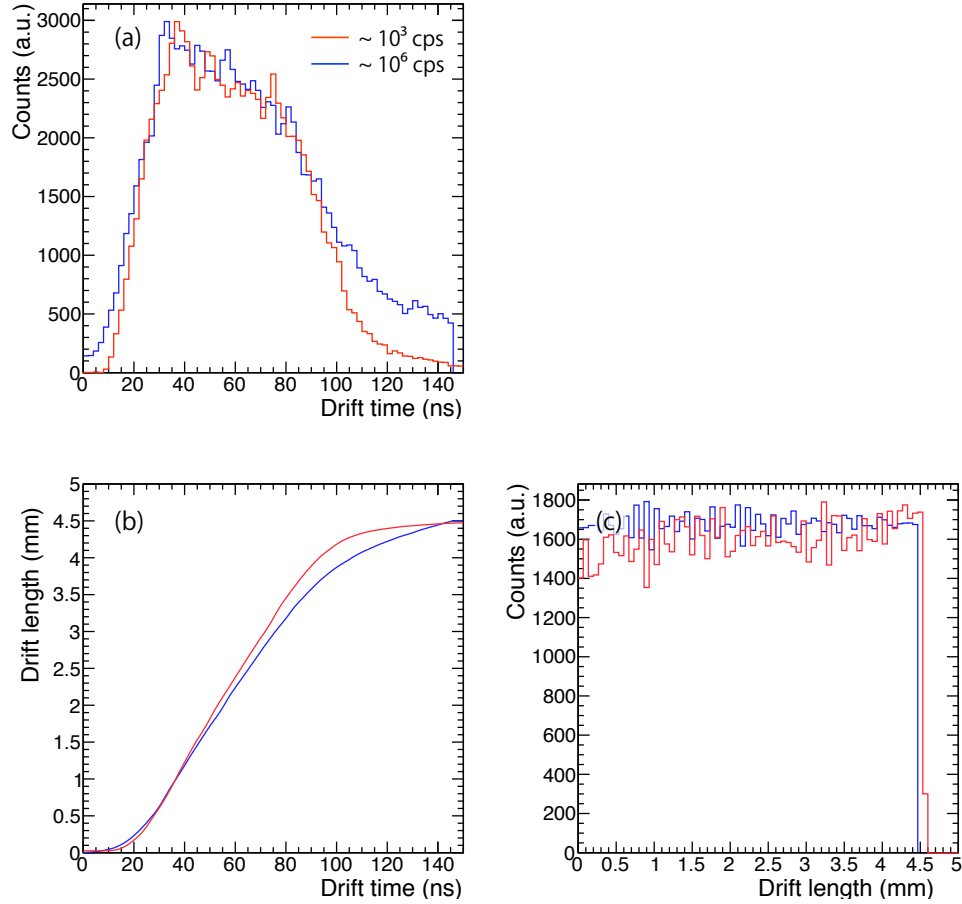 (a)
~ 10³ cps
~ 10⁶ cps
Counts (a.u.)
3000
2500
2000
1500
1000
500
0
0 20 40 60 80 100 120 140
Drift time (ns)
(b)
Drift length (mm)
5
4.5
4
3.5
3
2.5
2
1.5
1
0.5
0
0 20 40 60 80 100 120 140
Drift time (ns)
(c)
Counts (a.u.)
1800
1600
1400
1200
1000
800
600
400
200
0
0 0.5 1 1.5 2 2.5 3 3.5 4 4.5 5
Drift length (mm)